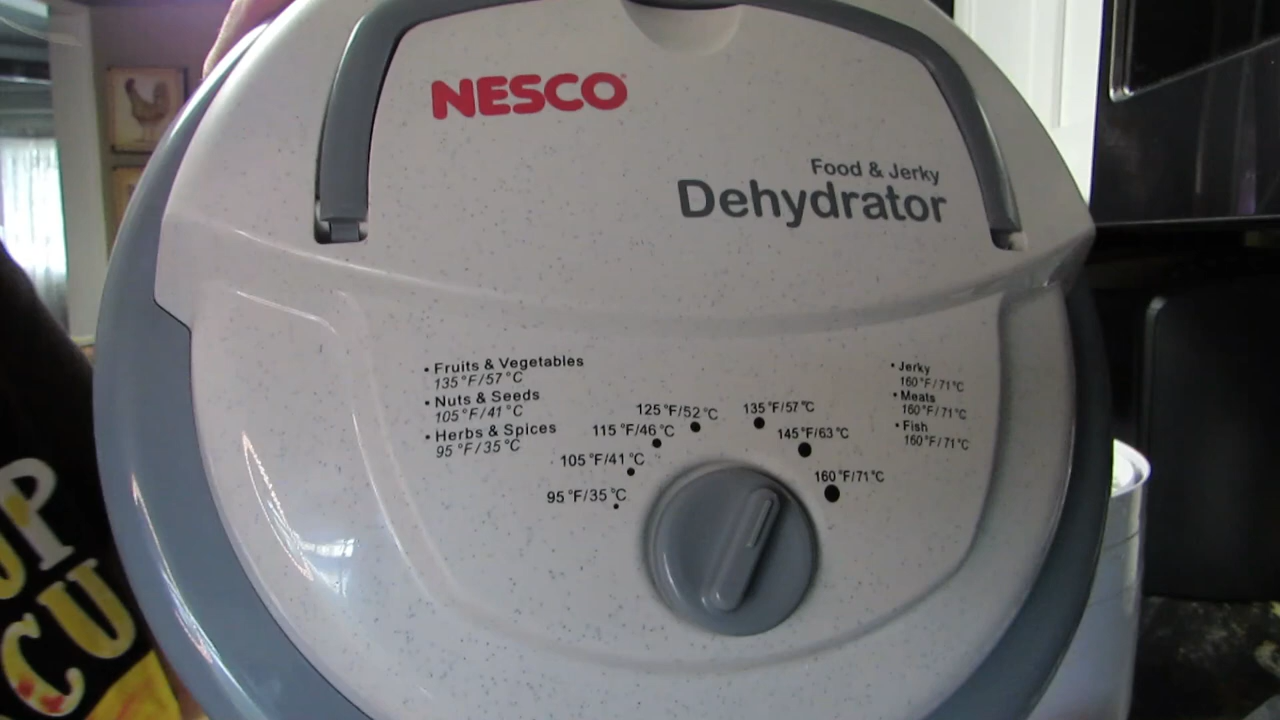 NESCO
Food & Jerky
Dehydrator
• Fruits & Vegetables
135°F/57°C
• Nuts & Seeds
105°F/41°C
• Herbs & Spices
95°F/35°C
125°F/52°C
135°F/57°C
115°F/46°C
145°F/63°C
105°F/41°C
160°F/71°C
95°F/35°C
• Jerky
160°F/71°C
• Meats
160°F/71°C
• Fish
160°F/71°C
UP
CU